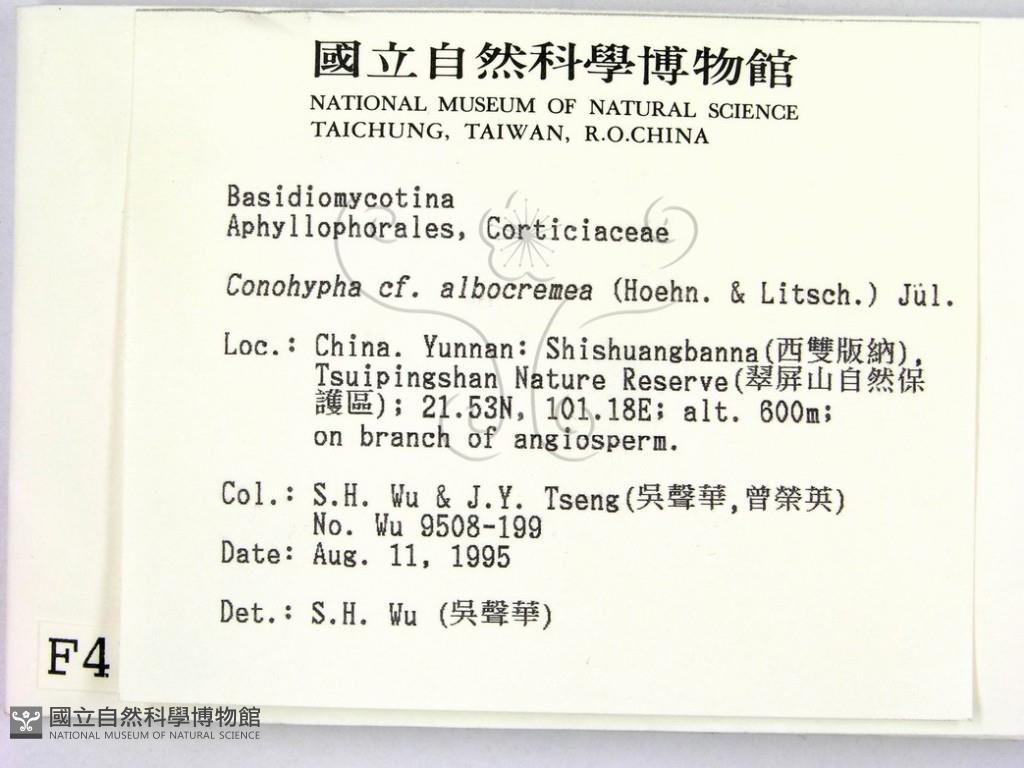 國立自然科學博物館
NATIONAL MUSEUM OF NATURAL SCIENCE
TAICHUNG, TAIWAN, R.O.CHINA
Basidiomycotina
Aphyllophorales, Corticiaceae
Conohypha cf. albocremea (Hoehn. & Litsch.) Jül.
Loc.: China. Yunnan: Shishuangbanna(西雙版納),
Tsuipingshan Nature Reserve(翠屏山自然保
護區); 21.53N, 101.18E; alt. 600m;
on branch of angiosperm.
Col.: S.H. Wu & J.Y. Tseng(吳聲華,曾榮英)
No. Wu 9508-199
Date: Aug. 11, 1995
Det.: S.H. Wu (吳聲華)
F4
國立自然科學博物館
NATIONAL MUSEUM OF NATURAL SCIENCE